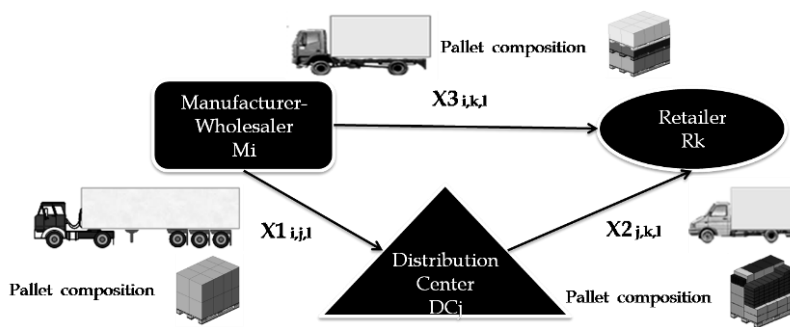 Pallet composition
X3 i,k,l
Manufacturer-
Wholesaler
Mi
Retailer
Rk
X1 i,j,l
X2 j,k,l
Distribution
Center
DCj
Pallet composition
Pallet composition